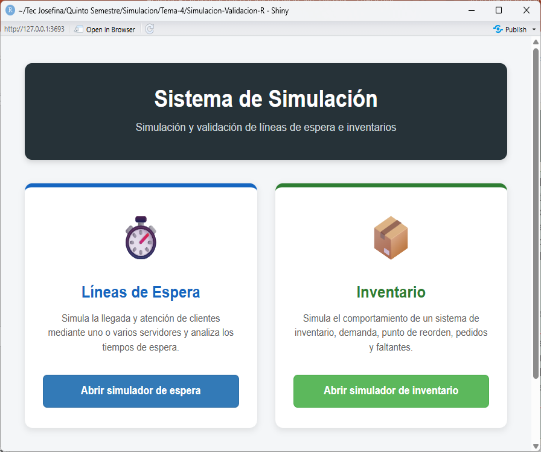 ~/Tec Josefina/Quinto Semestre/Simulacion/Tema-4/Simulacion-Validacion-R - Shiny
http://127.0.0.1:3693 Open in Browser Publish
Sistema de Simulación
Simulación y validación de líneas de espera e inventarios
Líneas de Espera
Simula la llegada y atención de clientes
mediante uno o varios servidores y analiza los
tiempos de espera.
Abrir simulador de espera
Inventario
Simula el comportamiento de un sistema de
inventario, demanda, punto de reorden, pedidos
y faltantes.
Abrir simulador de inventario